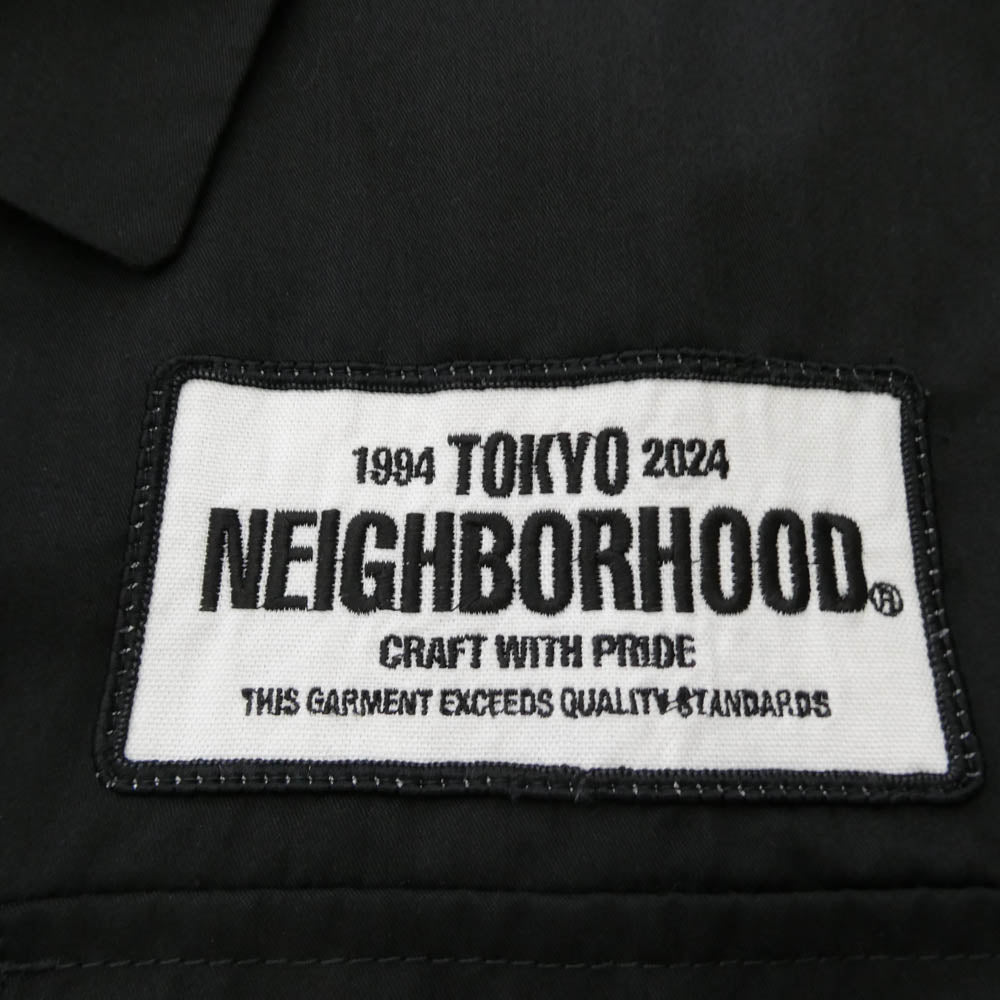 1994 TOKYO 2024
NEIGHBORHOOD®
CRAFT WITH PRIDE
THIS GARMENT EXCEEDS QUALITY STANDARDS